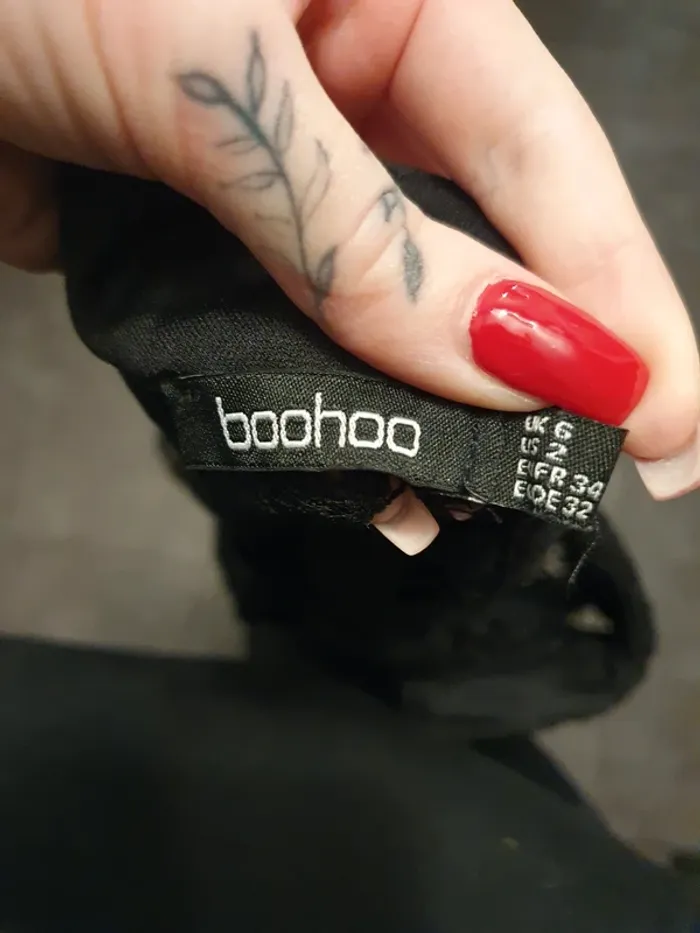 boohoo
UK 6
US 2
E FR 34
E DE 32